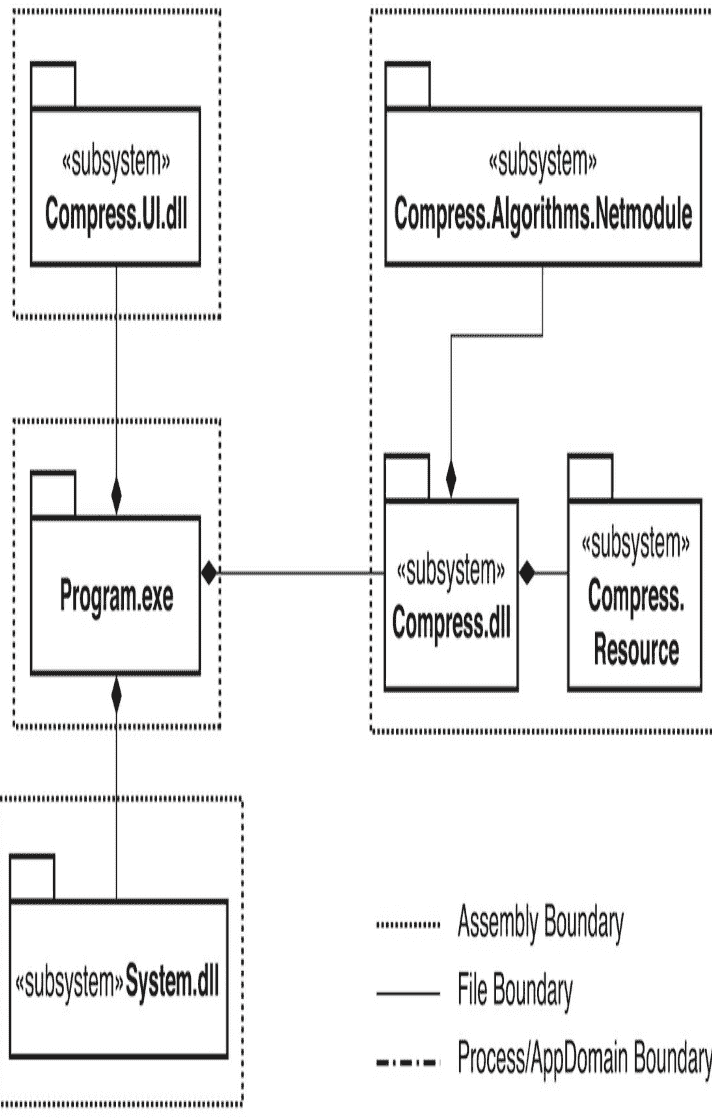 «subsystem»
Compress.UI.dll
«subsystem»
Compress.Algorithms.Netmodule
Program.exe
«subsystem»
Compress.dll
«subsystem»
Compress.
Resource
«subsystem» System.dll
Assembly Boundary
File Boundary
Process/AppDomain Boundary